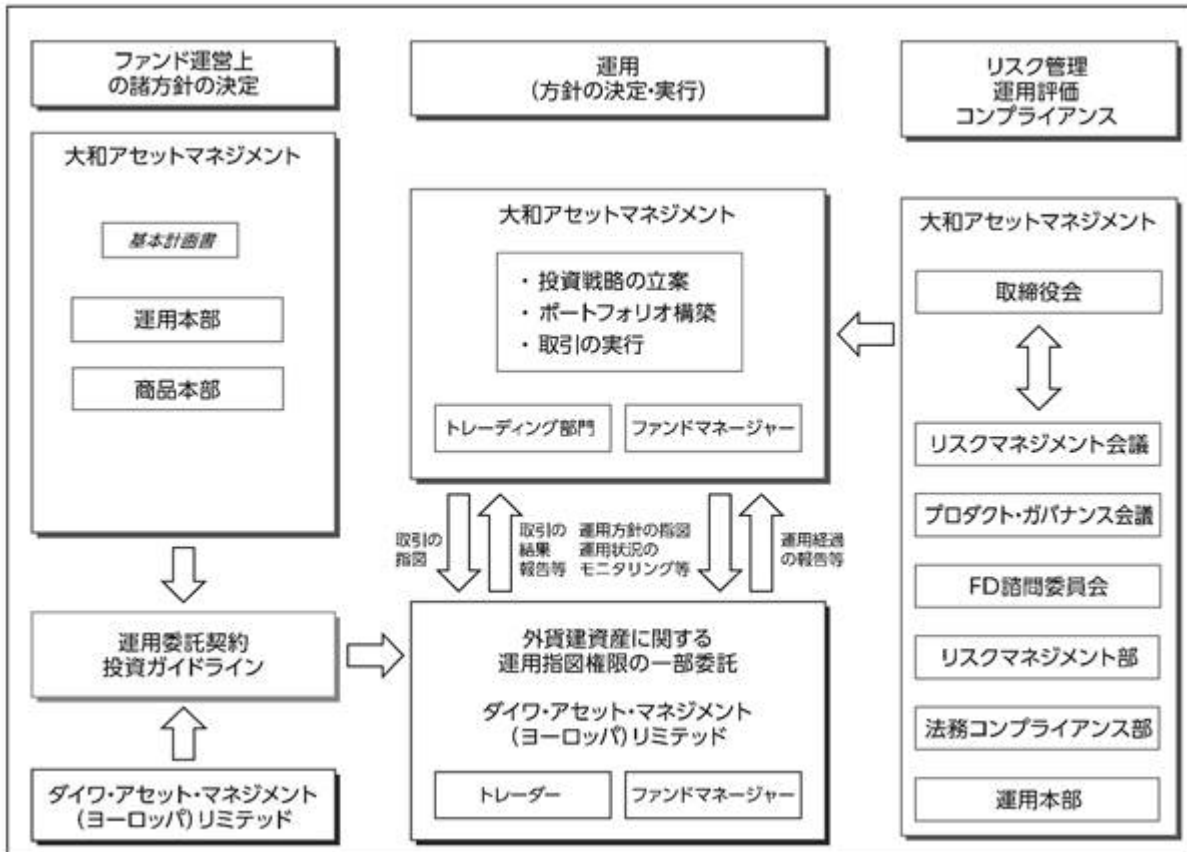 ファンド運営上
の諸方針の決定
大和アセットマネジメント
基本計画書
運用本部
商品本部
運用委託契約
投資ガイドライン
ダイワ・アセット・マネジメント
(ヨーロッパ)リミテッド
運用
(方針の決定・実行)
大和アセットマネジメント
・ 投資戦略の立案
・ ポートフォリオ構築
・ 取引の実行
トレーディング部門
ファンドマネージャー
取引の
指図
取引の
結果
報告等
運用方針の指図
運用状況の
モニタリング等
運用経過
の報告等
外貨建資産に関する
運用指図権限の一部委託
ダイワ・アセット・マネジメント
(ヨーロッパ)リミテッド
トレーダー
ファンドマネージャー
リスク管理
運用評価
コンプライアンス
大和アセットマネジメント
取締役会
リスクマネジメント会議
プロダクト・ガバナンス会議
FD諮問委員会
リスクマネジメント部
法務コンプライアンス部
運用本部